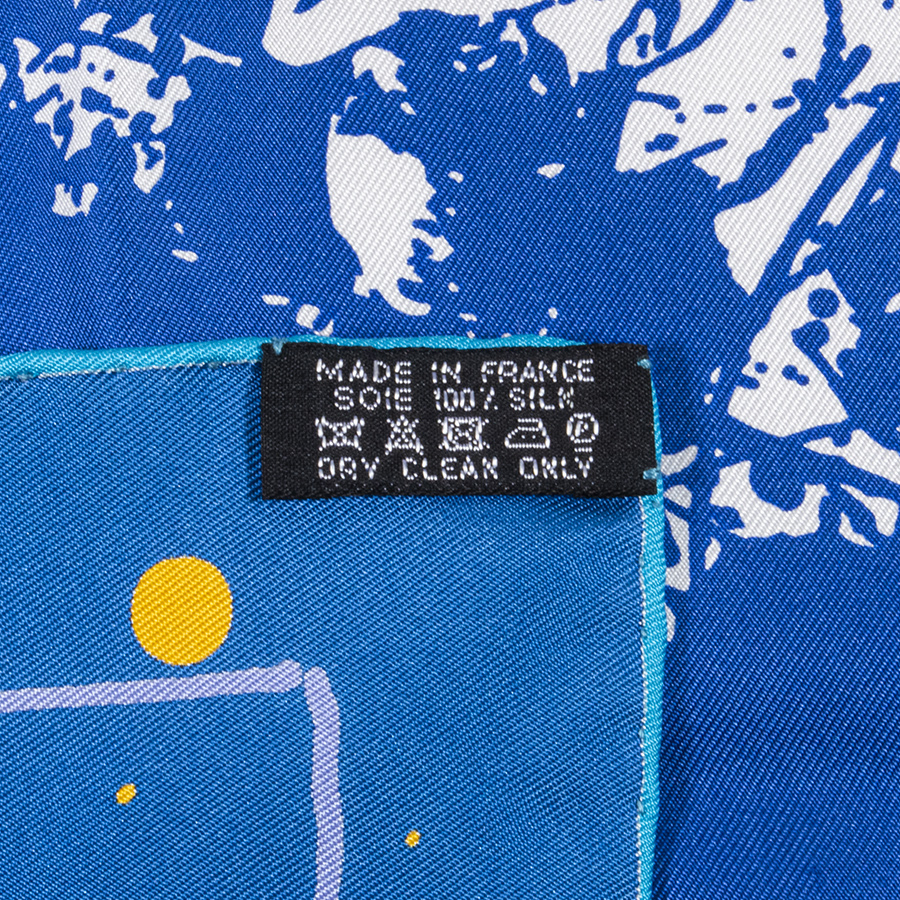 MADE IN FRANCE
SOIE 100% SILK
P
DRY CLEAN ONLY